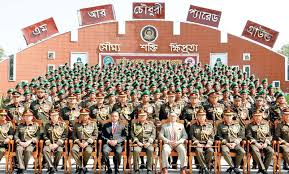 এম আর চৌধুরী প্যারেড গ্রাউন্ড
সৌম্য শক্তি ক্ষিপ্রতা